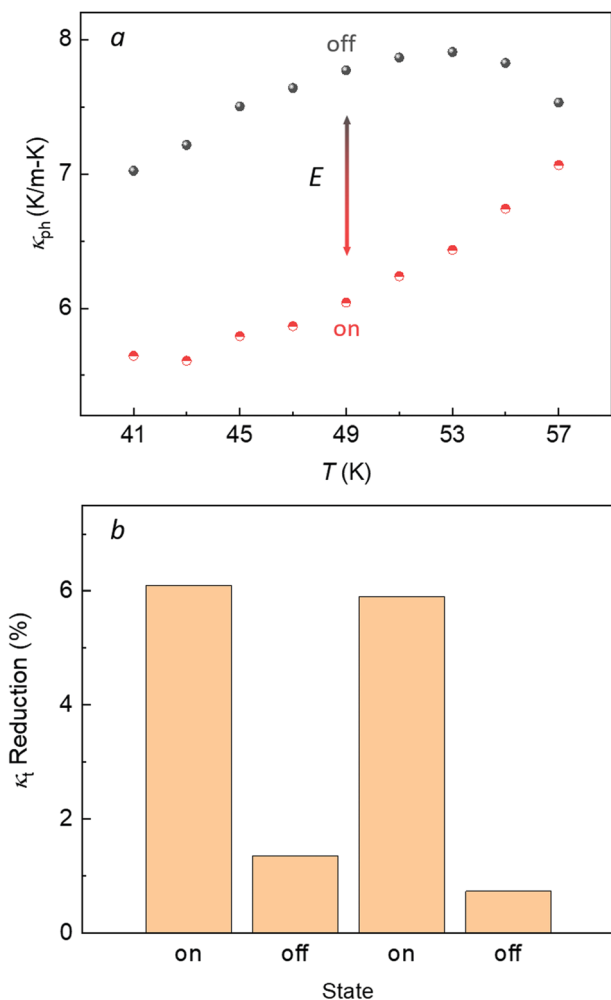 a
off
E
on
8
7
6
κph (K/m-K)
41 45 49 53 57
T (K)
b
6
4
2
0
κt Reduction (%)
on off on off
State